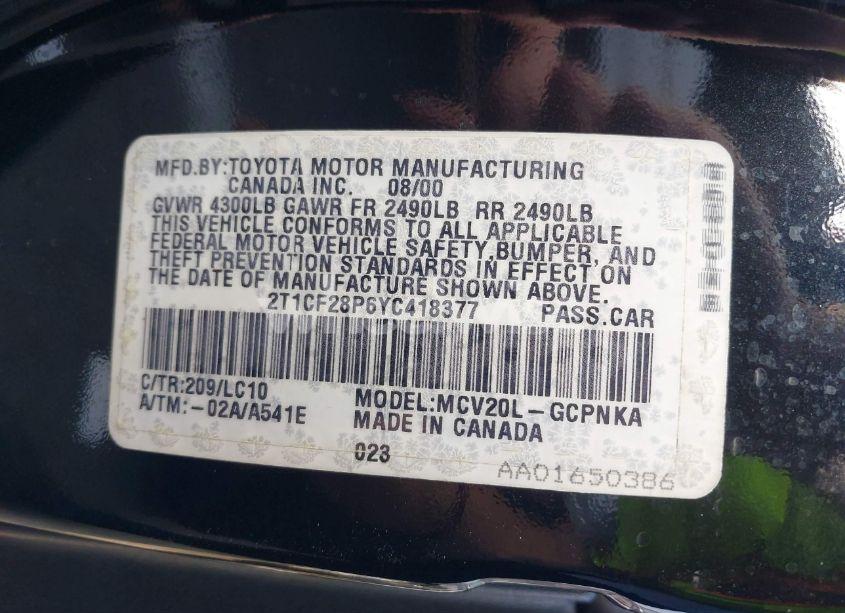 MFD.BY:TOYOTA MOTOR MANUFACTURING
CANADA INC. 08/00
GVWR 4300LB GAWR FR 2490LB RR 2490LB
THIS VEHICLE CONFORMS TO ALL APPLICABLE
FEDERAL MOTOR VEHICLE SAFETY,BUMPER, AND
THEFT PREVENTION STANDARDS IN EFFECT ON
THE DATE OF MANUFACTURE SHOWN ABOVE.
2T1CF28P6YC418377 PASS.CAR
C/TR:209/LC10 MODEL:MCV20L-GCPNKA
A/TM:-02A/A541E MADE IN CANADA
023
AA01650386